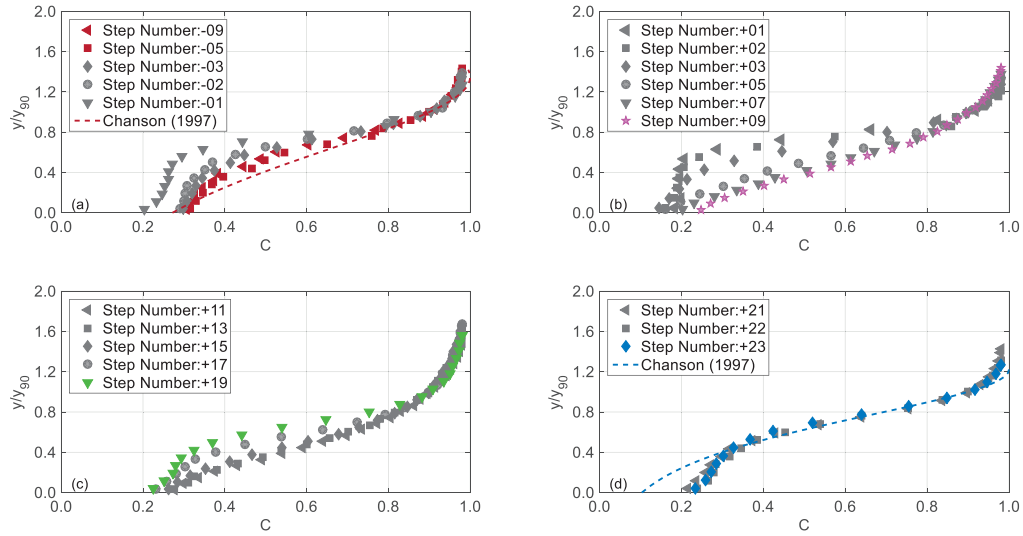 2.0
1.6
1.2
0.8
0.4
0.0
y/y90
Step Number:-09
Step Number:-05
Step Number:-03
Step Number:-02
Step Number:-01
Chanson (1997)
(a)
0.0 0.2 0.4 0.6 0.8 1.0
C
2.0
1.6
1.2
0.8
0.4
0.0
y/y90
Step Number:+01
Step Number:+02
Step Number:+03
Step Number:+05
Step Number:+07
Step Number:+09
(b)
0.0 0.2 0.4 0.6 0.8 1.0
C
2.0
1.6
1.2
0.8
0.4
0.0
y/y90
Step Number:+11
Step Number:+13
Step Number:+15
Step Number:+17
Step Number:+19
(c)
0.0 0.2 0.4 0.6 0.8 1.0
C
2.0
1.6
1.2
0.8
0.4
0.0
y/y90
Step Number:+21
Step Number:+22
Step Number:+23
Chanson (1997)
(d)
0.0 0.2 0.4 0.6 0.8 1.0
C